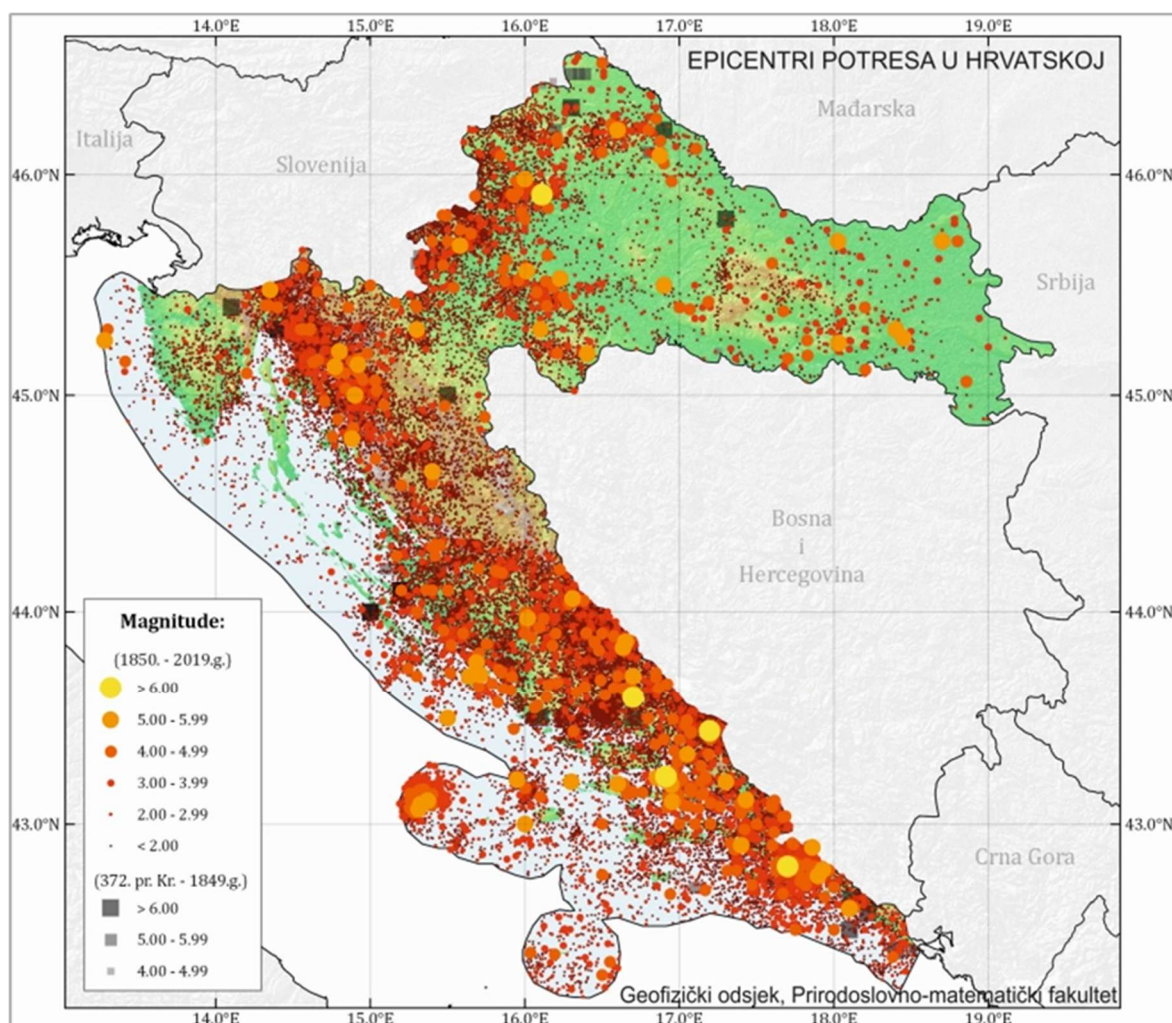 14.0°E 15.0°E 16.0°E 17.0°E 18.0°E 19.0°E
EPICENTRI POTRESA U HRVATSKOJ
Mađarska
Italija
Slovenija
46.0°N 46.0°N
Srbija
45.0°N 45.0°N
Bosna
i
Hercegovina
44.0°N 44.0°N
Magnitude:
(1850. - 2019.g.)
> 6.00
5.00 - 5.99
4.00 - 4.99
3.00 - 3.99
2.00 - 2.99
< 2.00
(372. pr. Kr. - 1849.g.)
> 6.00
5.00 - 5.99
4.00 - 4.99
43.0°N 43.0°N
Crna Gora
Geofizički odsjek, Prirodoslovno-matematički fakultet
14.0°E 15.0°E 16.0°E 17.0°E 18.0°E 19.0°E